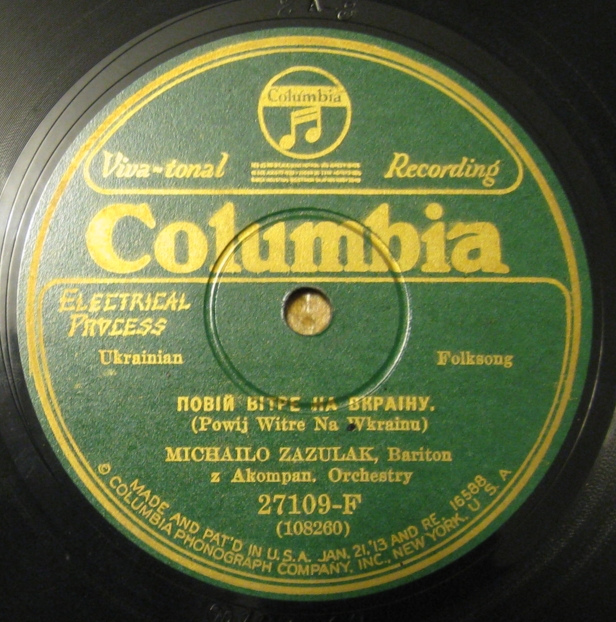 Columbia
Viva-tonal Recording
Columbia
ELECTRICAL
PROCESS
Ukrainian Folksong
ПОВІЙ ВІТРЕ НА ВКРАІНУ.
(Powij Witre Na Wkrainu)
MICHAILO ZAZULAK, Bariton
z Akompan. Orchestry
27109-F
(108260)
MADE AND PAT'D IN U.S.A. JAN. 21, '13 AND RE. 16588
© COLUMBIA PHONOGRAPH COMPANY, INC., NEW YORK, U.S.A